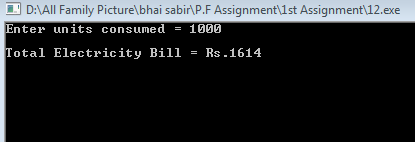 D:\All Family Picture\bhai sabir\P.F Assignment\1st Assignment\12.exe
Enter units consumed = 1000
Total Electricity Bill = Rs.1614